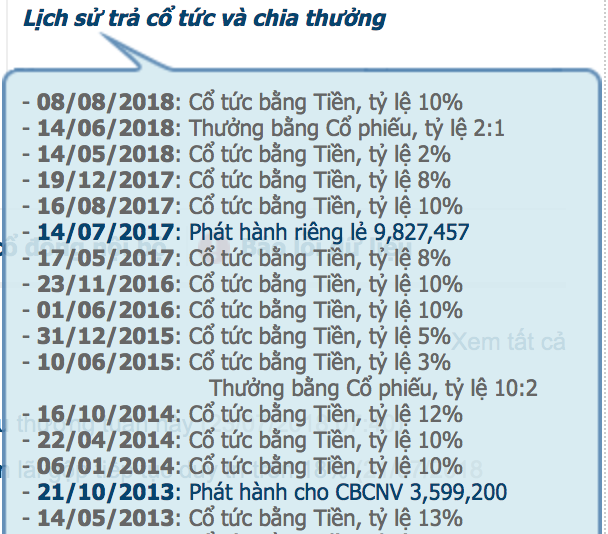 Lịch sử trả cổ tức và chia thưởng
- 08/08/2018: Cổ tức bằng Tiền, tỷ lệ 10%
- 14/06/2018: Thưởng bằng Cổ phiếu, tỷ lệ 2:1
- 14/05/2018: Cổ tức bằng Tiền, tỷ lệ 2%
- 19/12/2017: Cổ tức bằng Tiền, tỷ lệ 8%
- 16/08/2017: Cổ tức bằng Tiền, tỷ lệ 10%
- 14/07/2017: Phát hành riêng lẻ 9,827,457
- 17/05/2017: Cổ tức bằng Tiền, tỷ lệ 8%
- 23/11/2016: Cổ tức bằng Tiền, tỷ lệ 10%
- 01/06/2016: Cổ tức bằng Tiền, tỷ lệ 10%
- 31/12/2015: Cổ tức bằng Tiền, tỷ lệ 5%
Xem tất cả
- 10/06/2015: Cổ tức bằng Tiền, tỷ lệ 3%
Thưởng bằng Cổ phiếu, tỷ lệ 10:2
- 16/10/2014: Cổ tức bằng Tiền, tỷ lệ 12%
- 22/04/2014: Cổ tức bằng Tiền, tỷ lệ 10%
- 06/01/2014: Cổ tức bằng Tiền, tỷ lệ 10%
- 21/10/2013: Phát hành cho CBCNV 3,599,200
- 14/05/2013: Cổ tức bằng Tiền, tỷ lệ 13%